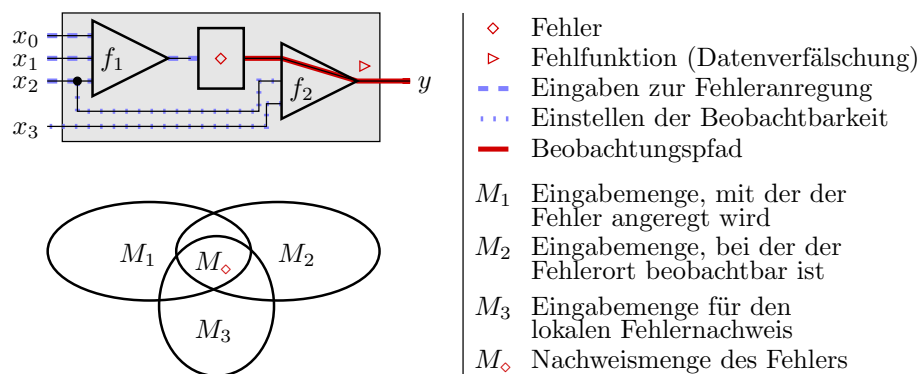 x₀
x₁
x₂
x₃
f₁
f₂
y
M₁
M₂
M◇
M₃
◇ Fehler
▷ Fehlfunktion (Datenverfälschung)
Eingaben zur Fehleranregung
Einstellen der Beobachtbarkeit
Beobachtungspfad
M₁ Eingabemenge, mit der der
Fehler angeregt wird
M₂ Eingabemenge, bei der der
Fehlerort beobachtbar ist
M₃ Eingabemenge für den
lokalen Fehlernachweis
M◇ Nachweismenge des Fehlers